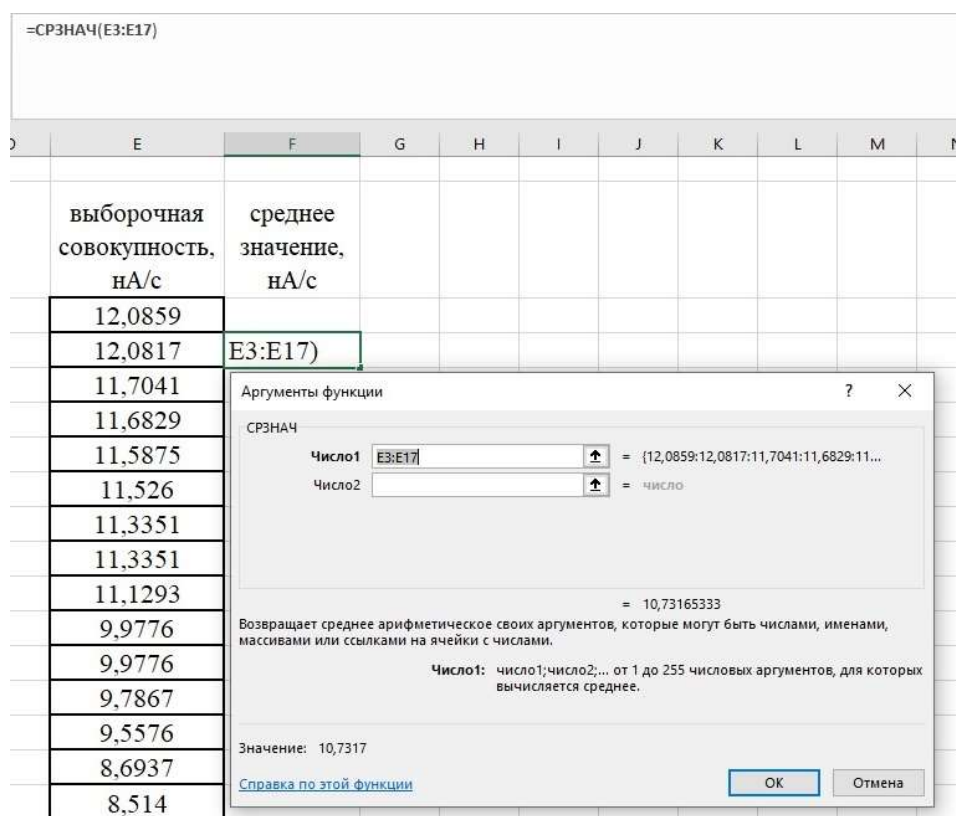 =СРЗНАЧ(E3:E17)
E F G H I J K L M
выборочная
совокупность,
нА/с
среднее
значение,
нА/с
12,0859
12,0817 E3:E17)
11,7041
11,6829
11,5875
11,526
11,3351
11,3351
11,1293
9,9776
9,9776
9,7867
9,5576
8,6937
8,514
Аргументы функции ?
СРЗНАЧ
Число1 E3:E17 = {12,0859:12,0817:11,7041:11,6829:11...
Число2 = число
= 10,73165333
Возвращает среднее арифметическое своих аргументов, которые могут быть числами, именами,
массивами или ссылками на ячейки с числами.
Число1: число1;число2;... от 1 до 255 числовых аргументов, для которых
вычисляется среднее.
Значение: 10,7317
Справка по этой функции
ОК Отмена